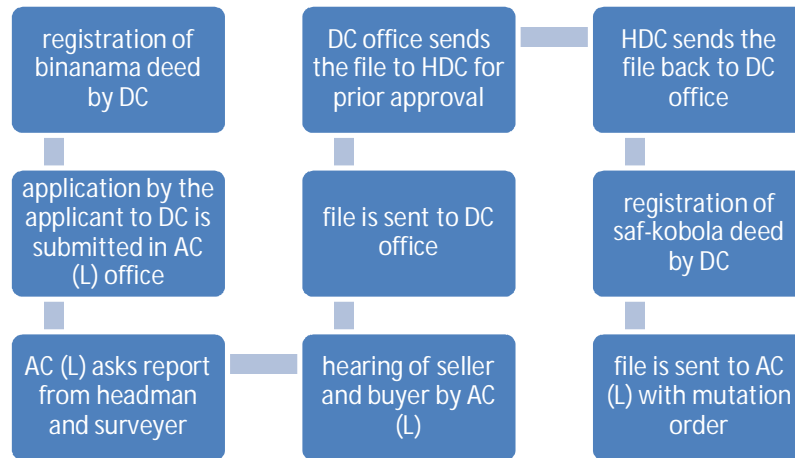 registration of
binanama deed
by DC
application by the
applicant to DC is
submitted in AC
(L) office
AC (L) asks report
from headman
and surveyer
hearing of seller
and buyer by AC
(L)
file is sent to DC
office
DC office sends
the file to HDC for
prior approval
HDC sends the
file back to DC
office
registration of
saf-kobola deed
by DC
file is sent to AC
(L) with mutation
order